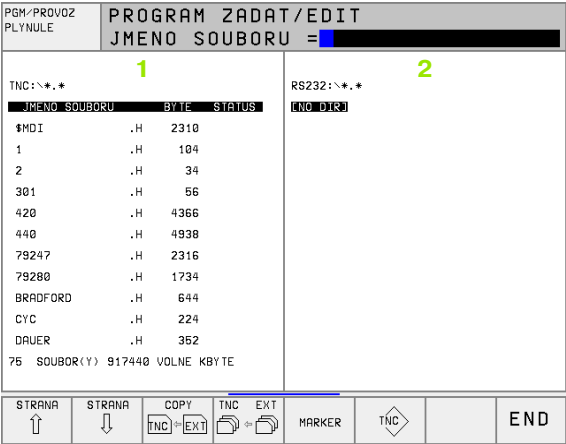 PGM/PROVOZ
PLYNULE
PROGRAM ZADAT/EDIT
JMENO SOUBORU =
1
TNC:\*.*
JMENO SOUBORU BYTE STATUS
$MDI .H 2310
1 .H 104
2 .H 34
301 .H 56
420 .H 4366
440 .H 4938
79247 .H 2316
79280 .H 1734
BRADFORD .H 644
CYC .H 224
DAUER .H 352
75 SOUBOR(Y) 917440 VOLNE KBYTE
2
RS232:\*.*
[NO DIR]
STRANA
STRANA
COPY
TNC EXT
TNC EXT
MARKER
TNC
END